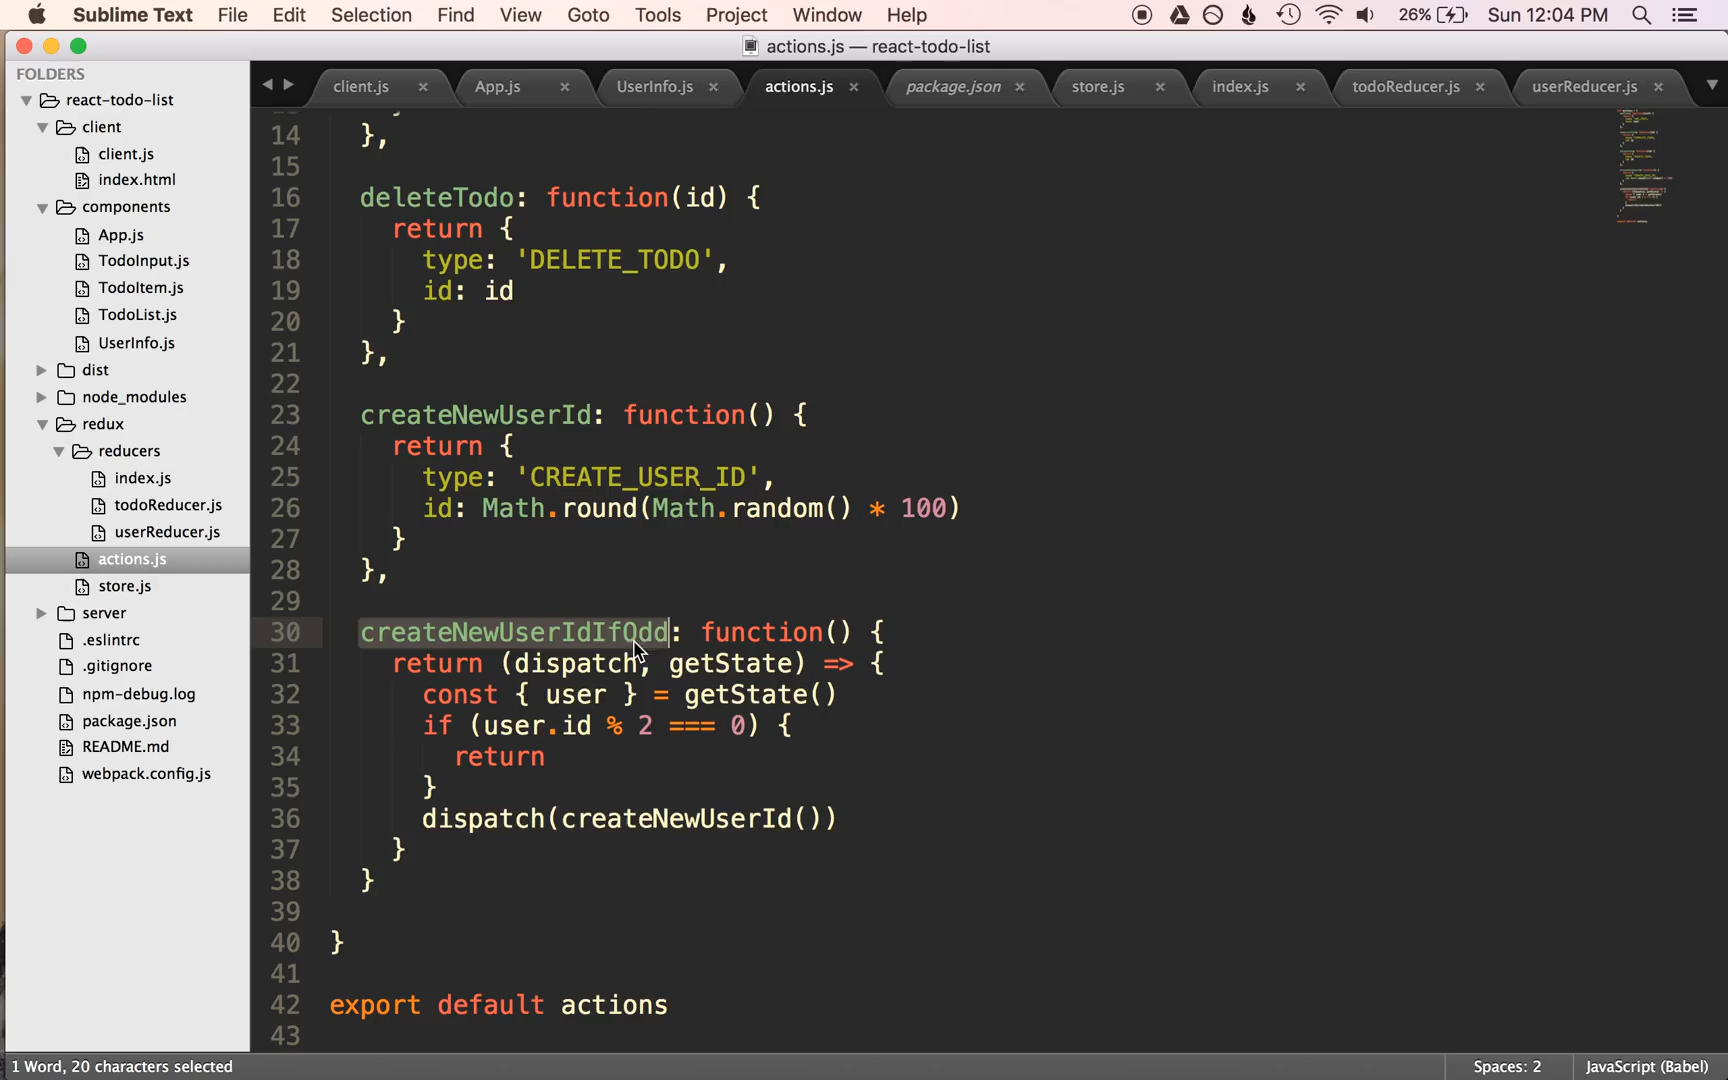 Sublime Text File Edit Selection Find View Goto Tools Project Window Help 26% Sun 12:04 PM
actions.js — react-todo-list
FOLDERS
react-todo-list
client
client.js
index.html
components
App.js
TodoInput.js
TodoItem.js
TodoList.js
UserInfo.js
dist
node_modules
redux
reducers
index.js
todoReducer.js
userReducer.js
actions.js
store.js
server
.eslintrc
.gitignore
npm-debug.log
package.json
README.md
webpack.config.js
client.js App.js UserInfo.js actions.js package.json store.js index.js todoReducer.js userReducer.js
14 },
15
16 deleteTodo: function(id) {
17 return {
18 type: 'DELETE_TODO',
19 id: id
20 }
21 },
22
23 createNewUserId: function() {
24 return {
25 type: 'CREATE_USER_ID',
26 id: Math.round(Math.random() * 100)
27 }
28 },
29
30 createNewUserIdIfOdd: function() {
31 return (dispatch, getState) => {
32 const { user } = getState()
33 if (user.id % 2 === 0) {
34 return
35 }
36 dispatch(createNewUserId())
37 }
38 }
39
40 }
41
42 export default actions
43
1 Word, 20 characters selected Spaces: 2 JavaScript (Babel)